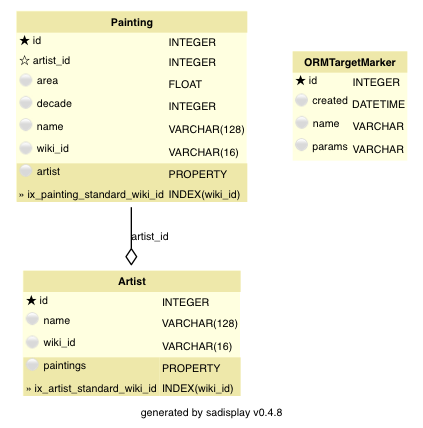 Painting
★ id INTEGER
☆ artist_id INTEGER
area FLOAT
decade INTEGER
name VARCHAR(128)
wiki_id VARCHAR(16)
artist PROPERTY
» ix_painting_standard_wiki_id INDEX(wiki_id)
ORMTargetMarker
★ id INTEGER
created DATETIME
name VARCHAR
params VARCHAR
artist_id
Artist
★ id INTEGER
name VARCHAR(128)
wiki_id VARCHAR(16)
paintings PROPERTY
» ix_artist_standard_wiki_id INDEX(wiki_id)
generated by sadisplay v0.4.8